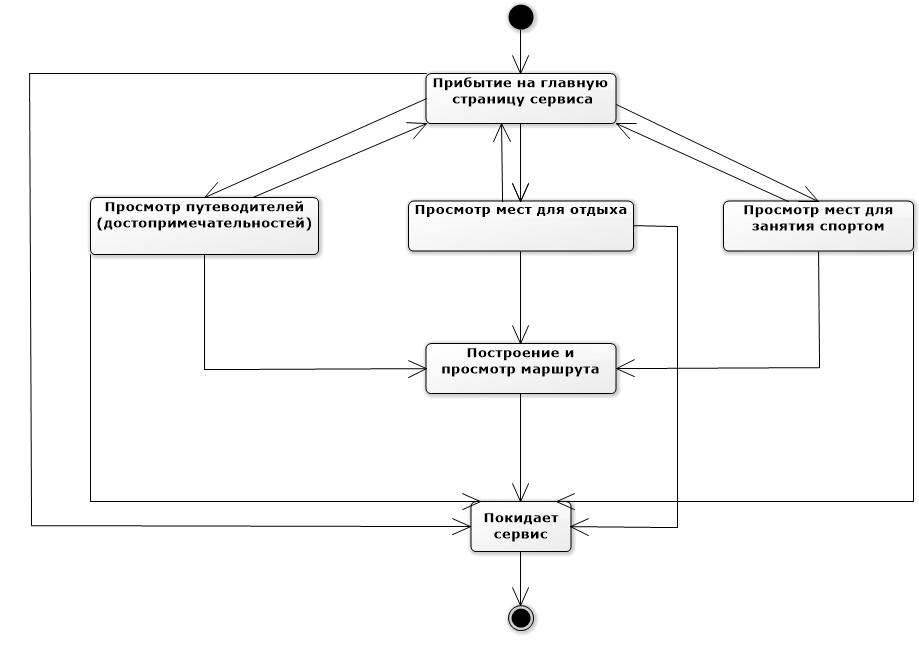 Прибытие на главную
страницу сервиса
Просмотр путеводителей
(достопримечательностей)
Просмотр мест для отдыха
Просмотр мест для
занятия спортом
Построение и
просмотр маршрута
Покидает
сервис